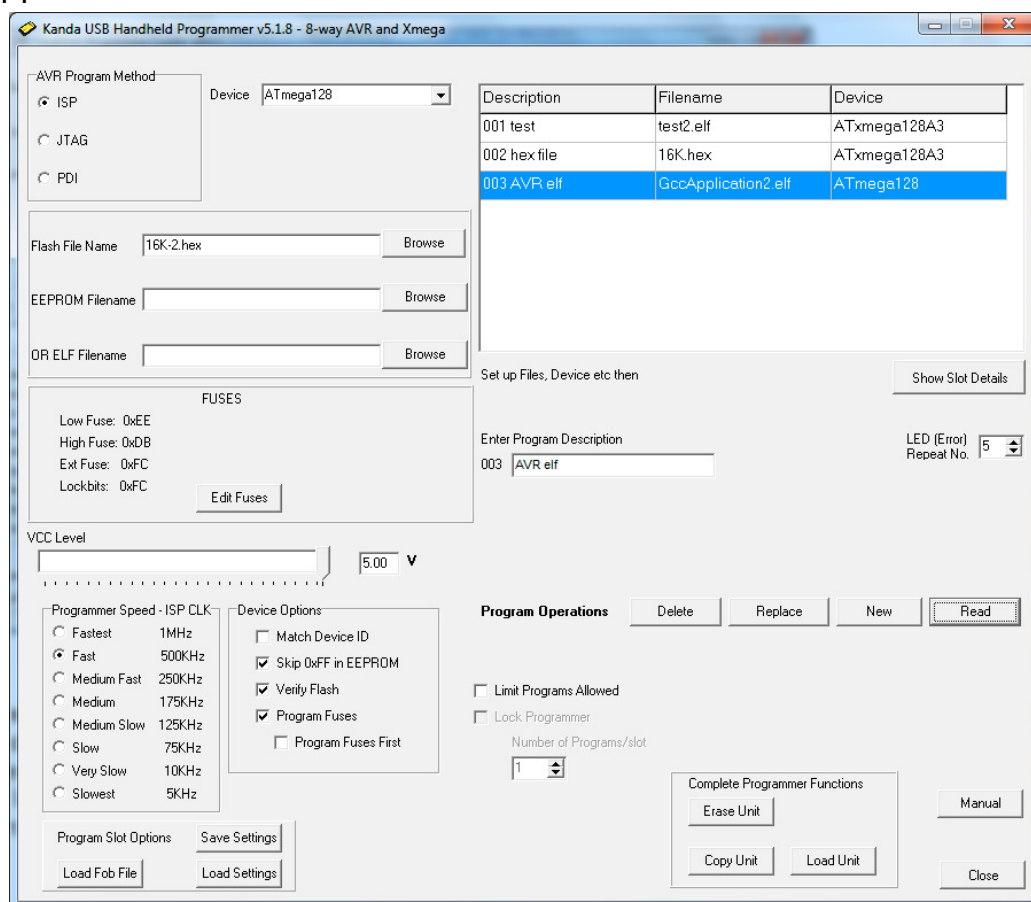 Kanda USB Handheld Programmer v5.1.8 - 8-way AVR and Xmega
AVR Program Method
ISP
JTAG
PDI
Device ATmega128
Description Filename Device
001 test test2.elf ATxmega128A3
002 hex file 16K.hex ATxmega128A3
003 AVR elf GccApplication2.elf ATmega128
Flash File Name 16K-2.hex Browse
EEPROM Filename Browse
OR ELF Filename Browse
Set up Files, Device etc then
Show Slot Details
FUSES
Low Fuse: 0xEE
High Fuse: 0xDB
Ext Fuse: 0xFC
Lockbits: 0xFC
Edit Fuses
Enter Program Description
003 AVR elf
LED (Error)
Repeat No. 5
VCC Level
5.00 V
Programmer Speed - ISP CLK
Fastest 1MHz
Fast 500KHz
Medium Fast 250KHz
Medium 175KHz
Medium Slow 125KHz
Slow 75KHz
Very Slow 10KHz
Slowest 5KHz
Device Options
Match Device ID
Skip 0xFF in EEPROM
Verify Flash
Program Fuses
Program Fuses First
Program Operations Delete Replace New Read
Limit Programs Allowed
Lock Programmer
Number of Programs/slot
1
Complete Programmer Functions
Erase Unit
Copy Unit Load Unit
Manual
Close
Program Slot Options Save Settings
Load Fob File Load Settings